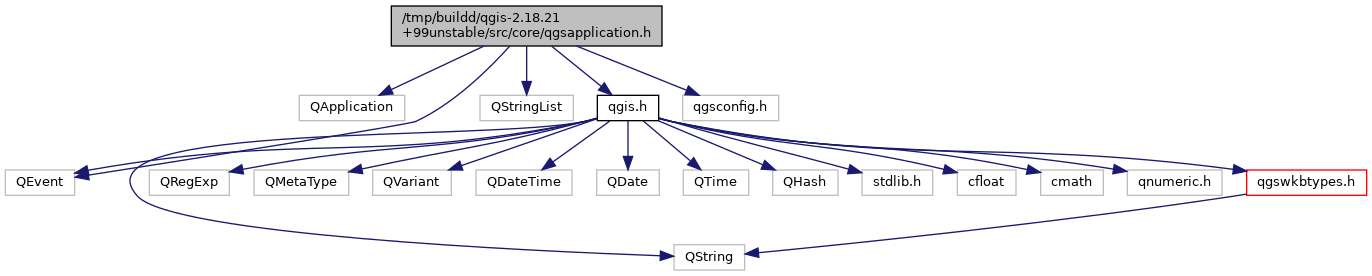 /tmp/buildd/qgis-2.18.21
+99unstable/src/core/qgsapplication.h
QApplication
QStringList
qgis.h
qgsconfig.h
QEvent
QRegExp
QMetaType
QVariant
QDateTime
QDate
QTime
QHash
stdlib.h
cfloat
cmath
qnumeric.h
qgswkbtypes.h
QString